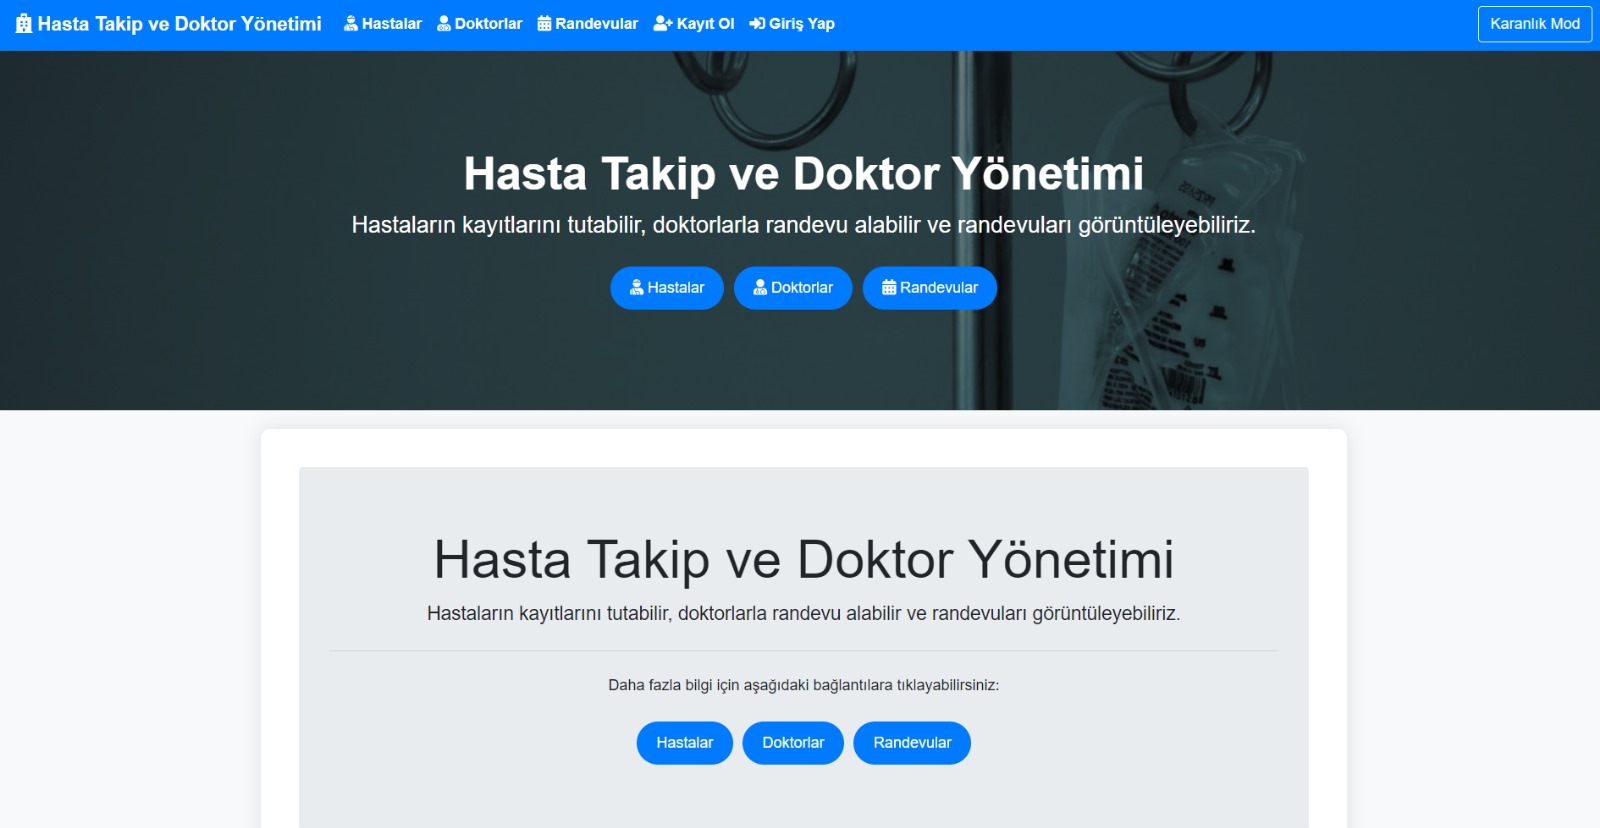 Hasta Takip ve Doktor Yönetimi
Hastalar
Doktorlar
Randevular
Kayıt Ol
Giriş Yap
Karanlık Mod
Hasta Takip ve Doktor Yönetimi
Hastaların kayıtlarını tutabilir, doktorlarla randevu alabilir ve randevuları görüntüleyebiliriz.
Hastalar
Doktorlar
Randevular
Hasta Takip ve Doktor Yönetimi
Hastaların kayıtlarını tutabilir, doktorlarla randevu alabilir ve randevuları görüntüleyebiliriz.
Daha fazla bilgi için aşağıdaki bağlantılara tıklayabilirsiniz:
Hastalar
Doktorlar
Randevular